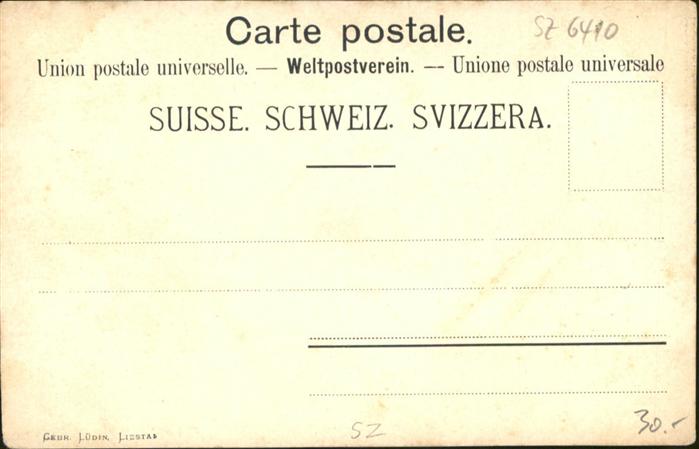 Carte postale.
SZ 6410
Union postale universelle. — Weltpostverein. — Unione postale universale
SUISSE. SCHWEIZ. SVIZZERA.
GEBR. LÜDIN, LIESTAL
SZ
30.-